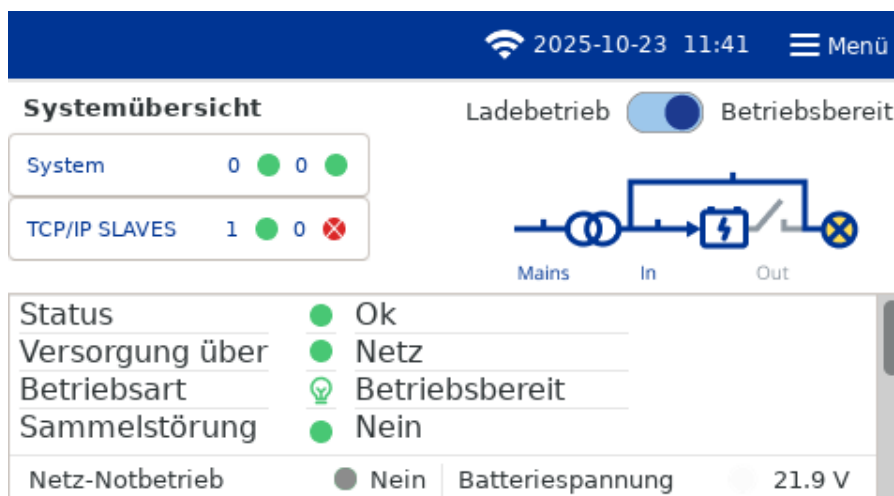 2025-10-23 11:41 Menü
Systemübersicht
Ladebetrieb Betriebsbereit
System 0 0
TCP/IP SLAVES 1 0
Mains In Out
Status Ok
Versorgung über Netz
Betriebsart Betriebsbereit
Sammelstörung Nein
Netz-Notbetrieb Nein Batteriespannung 21.9 V